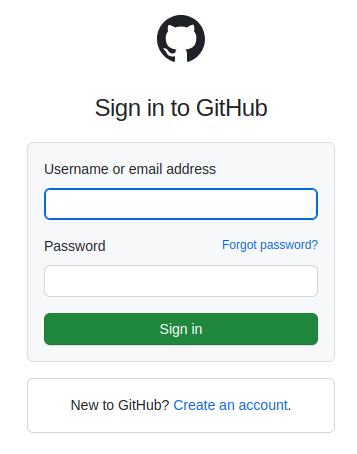 Sign in to GitHub
Username or email address
Password Forgot password?
Sign in
New to GitHub? Create an account.